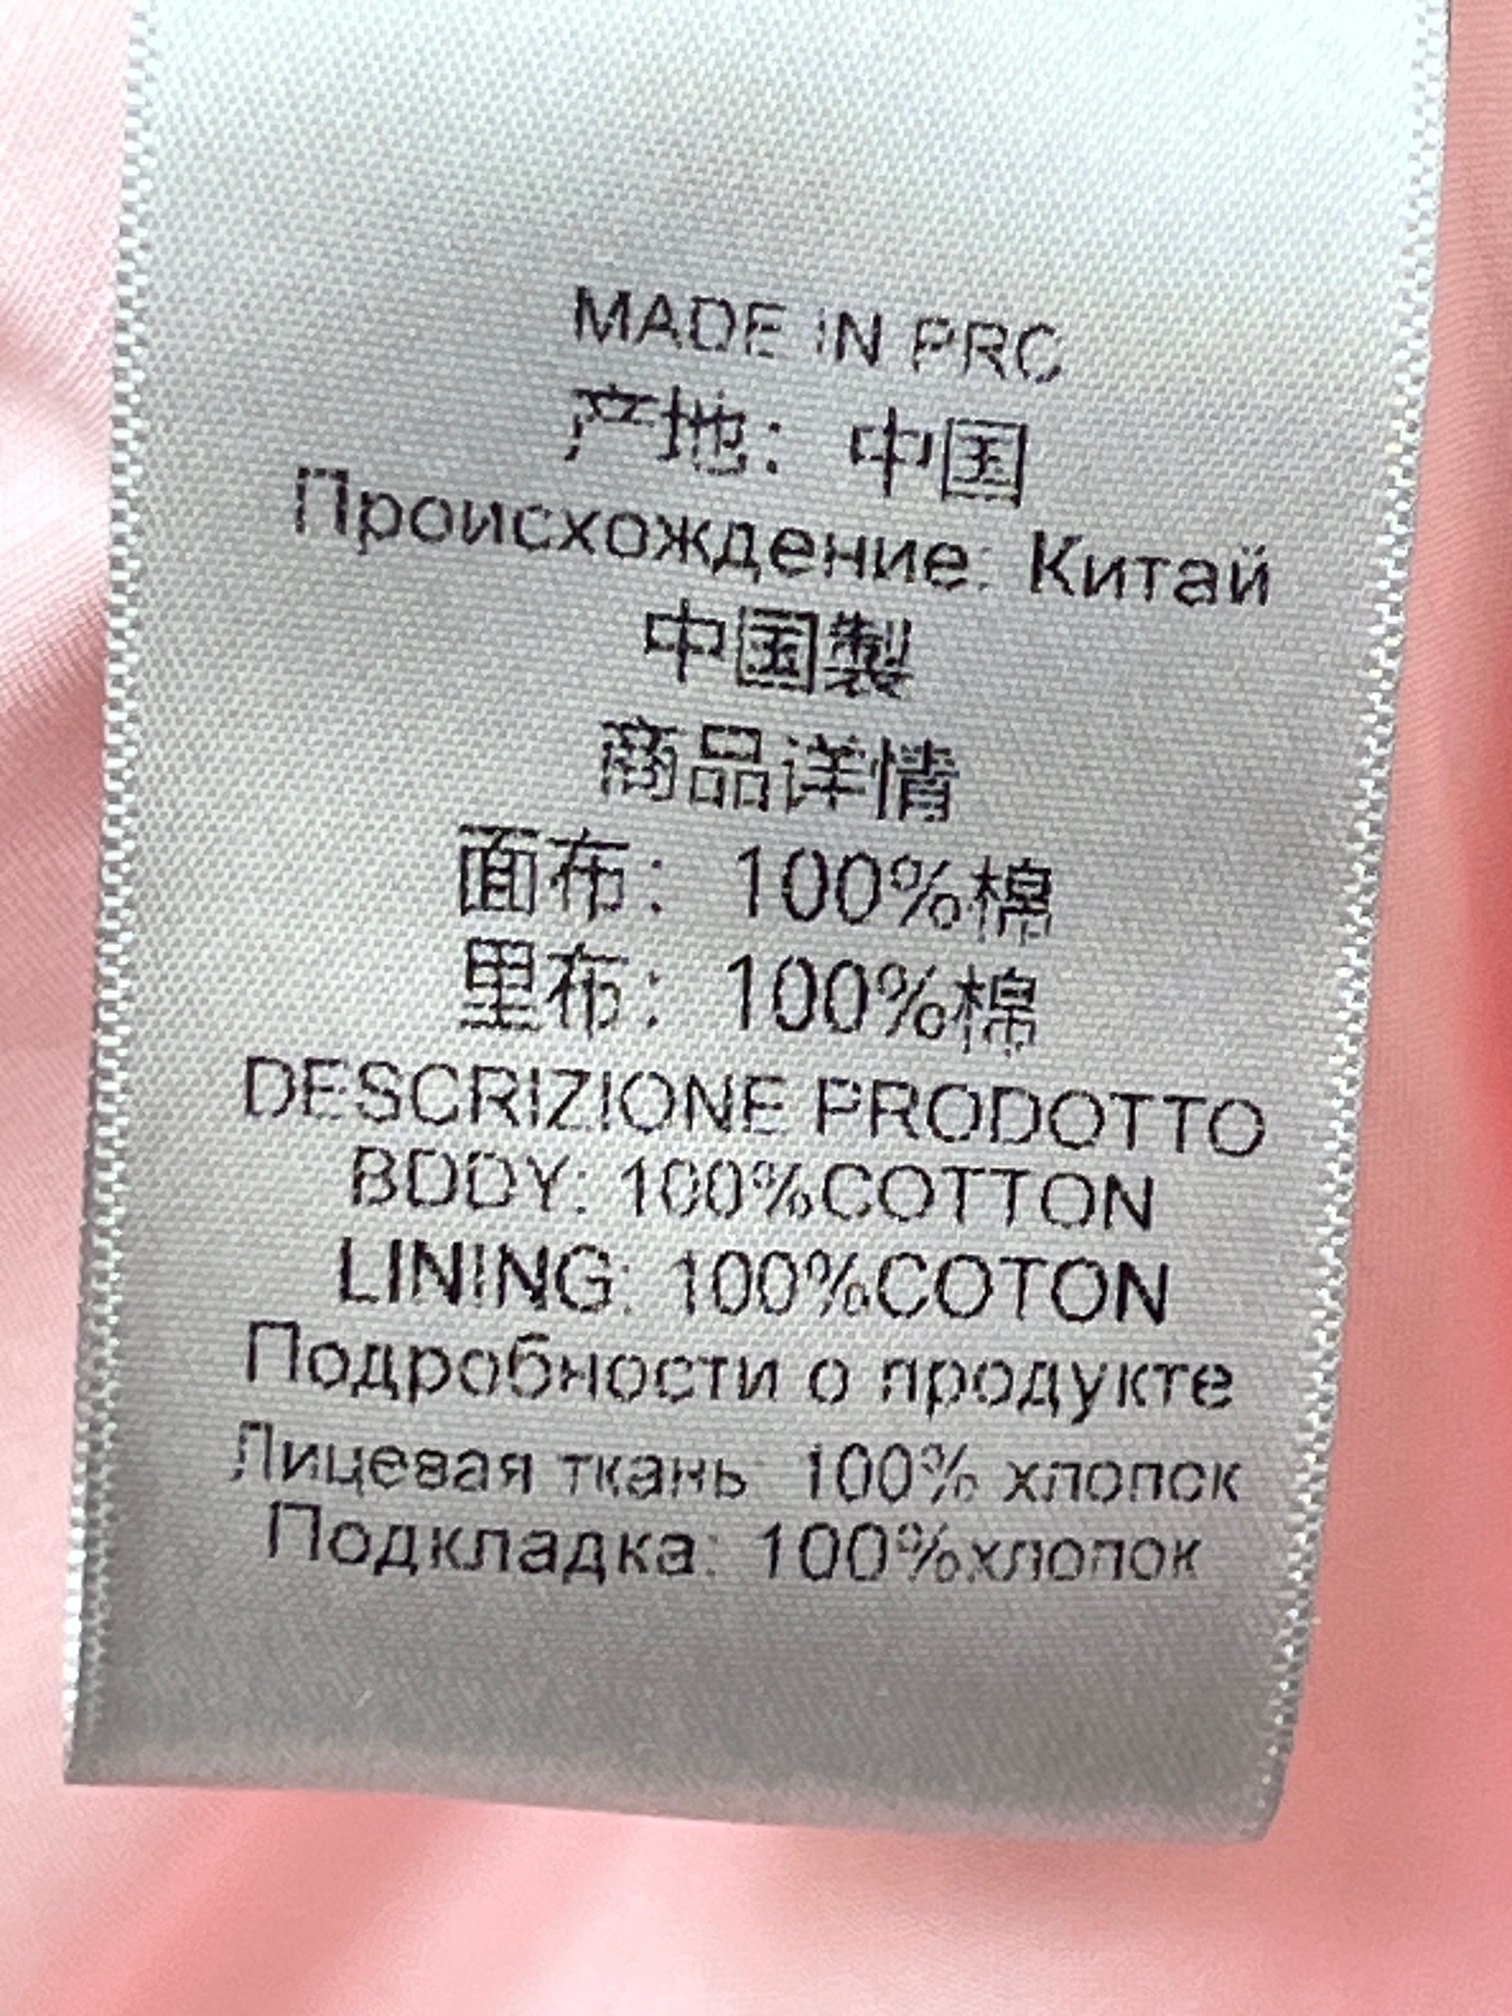 MADE IN PRC
产地：中国
Происхождение: Китай
中国製
商品详情
面布：100%棉
里布：100%棉
DESCRIZIONE PRODOTTO
BODY: 100%COTTON
LINING: 100%COTON
Подробности о продукте
Лицевая ткань: 100% хлопок
Подкладка: 100%хлопок